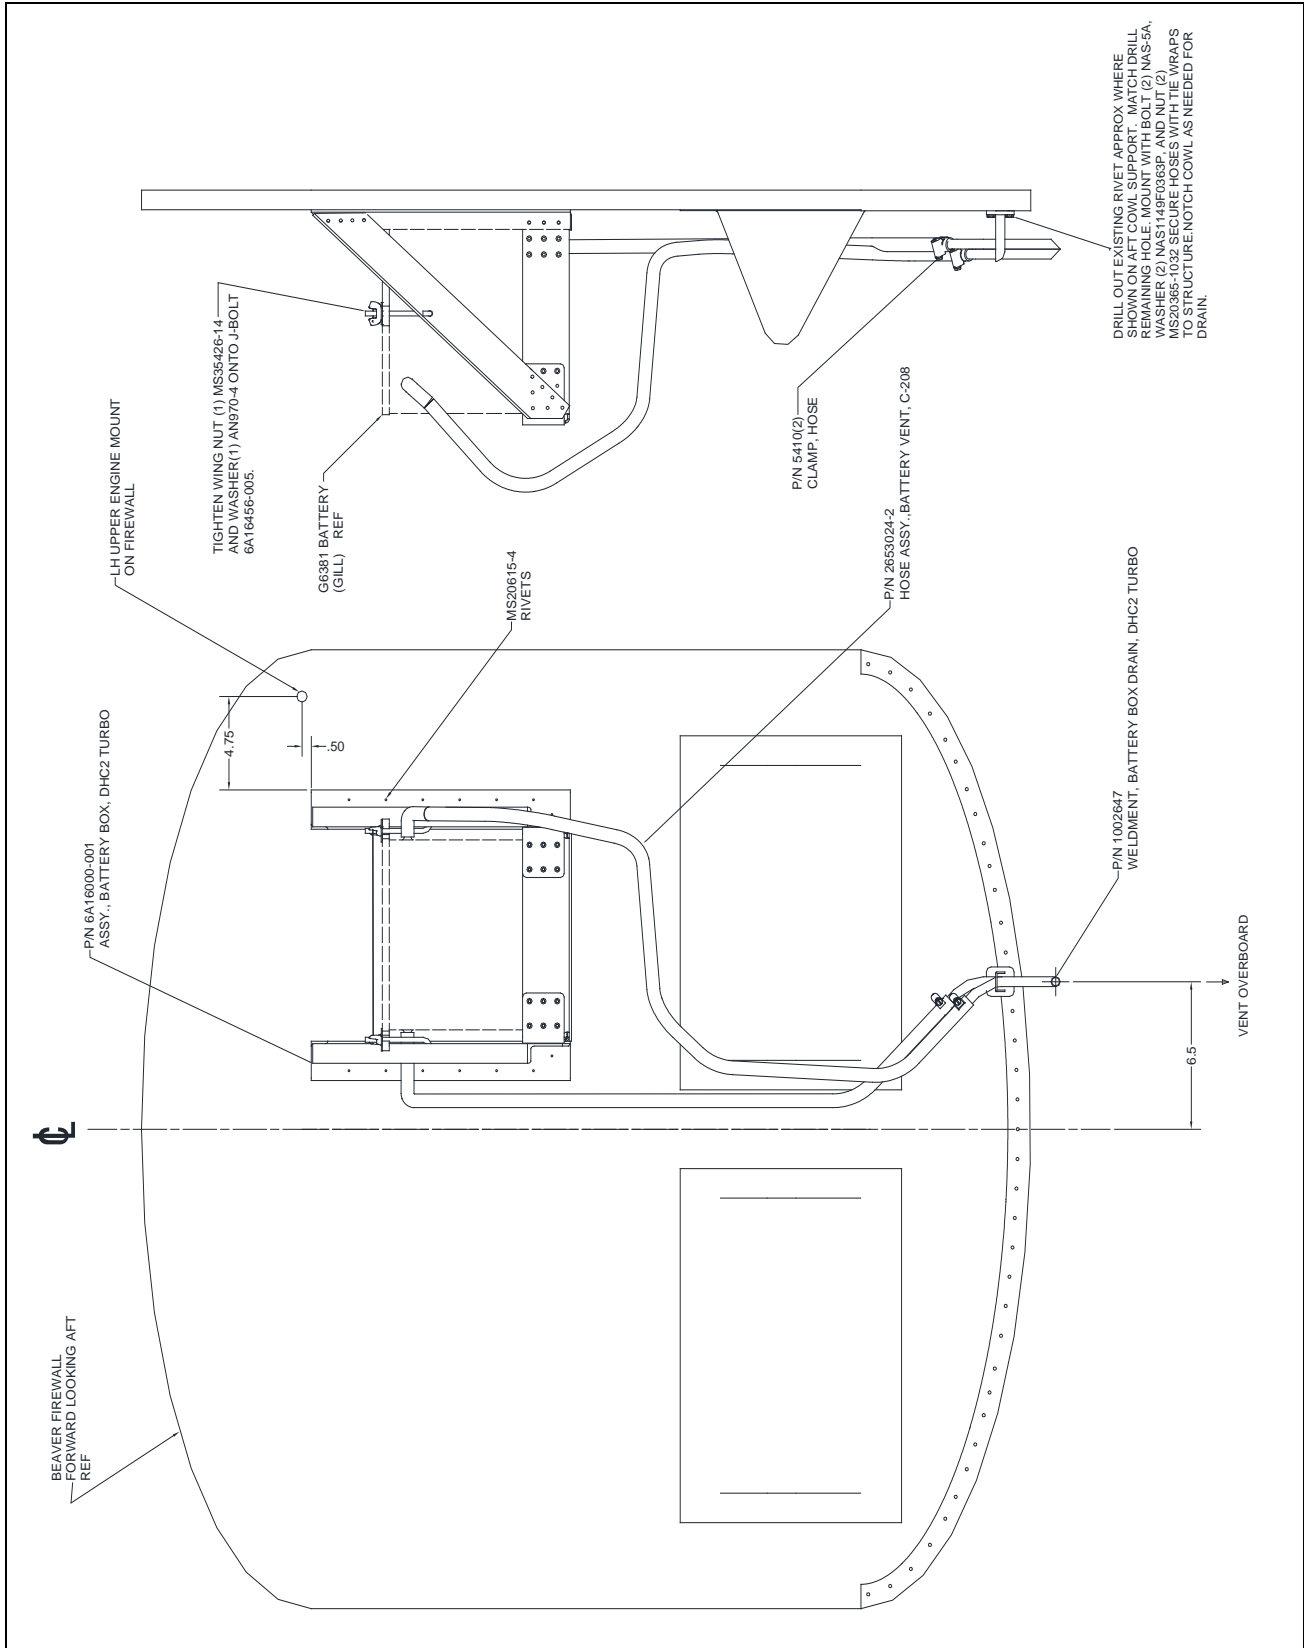 BEAVER FIREWALL
FORWARD LOOKING AFT
REF
℄
P/N 6A16000-001
ASSY., BATTERY BOX, DHC2 TURBO
LH UPPER ENGINE MOUNT
ON FIREWALL
4.75
.50
TIGHTEN WING NUT (1) MS35426-14
AND WASHER(1) AN970-4 ONTO J-BOLT
6A16456-005.
G6381 BATTERY
(GILL) REF
MS20615-4
RIVETS
P/N 5410(2)
CLAMP, HOSE
P/N 2653024-2
HOSE ASSY.,BATTERY VENT, C-208
P/N 1002647
WELDMENT, BATTERY BOX DRAIN, DHC2 TURBO
6.5
VENT OVERBOARD
DRILL OUT EXISTING RIVET APPROX WHERE
SHOWN ON AFT COWL SUPPORT. MATCH DRILL
REMAINING HOLE. MOUNT WITH BOLT (2) NAS-5A,
WASHER (2) NAS1149F0363P, AND NUT (2)
MS20365-1032 SECURE HOSES WITH TIE WRAPS
TO STRUCTURE.NOTCH COWL AS NEEDED FOR
DRAIN.